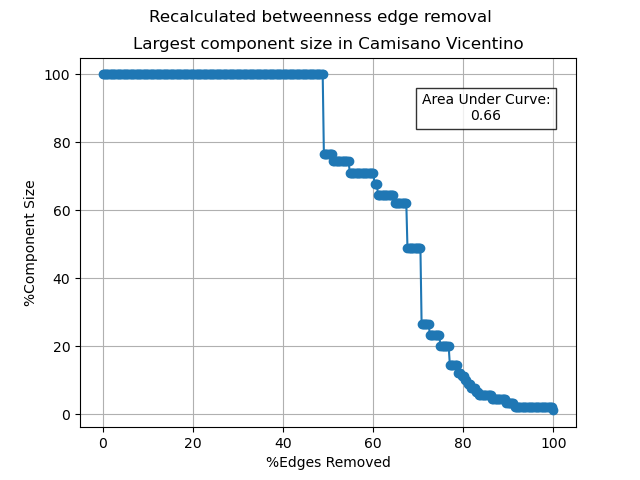 Recalculated betweenness edge removal
Largest component size in Camisano Vicentino
Area Under Curve:
0.66
%Component Size
100
80
60
40
20
0
0 20 40 60 80 100
%Edges Removed